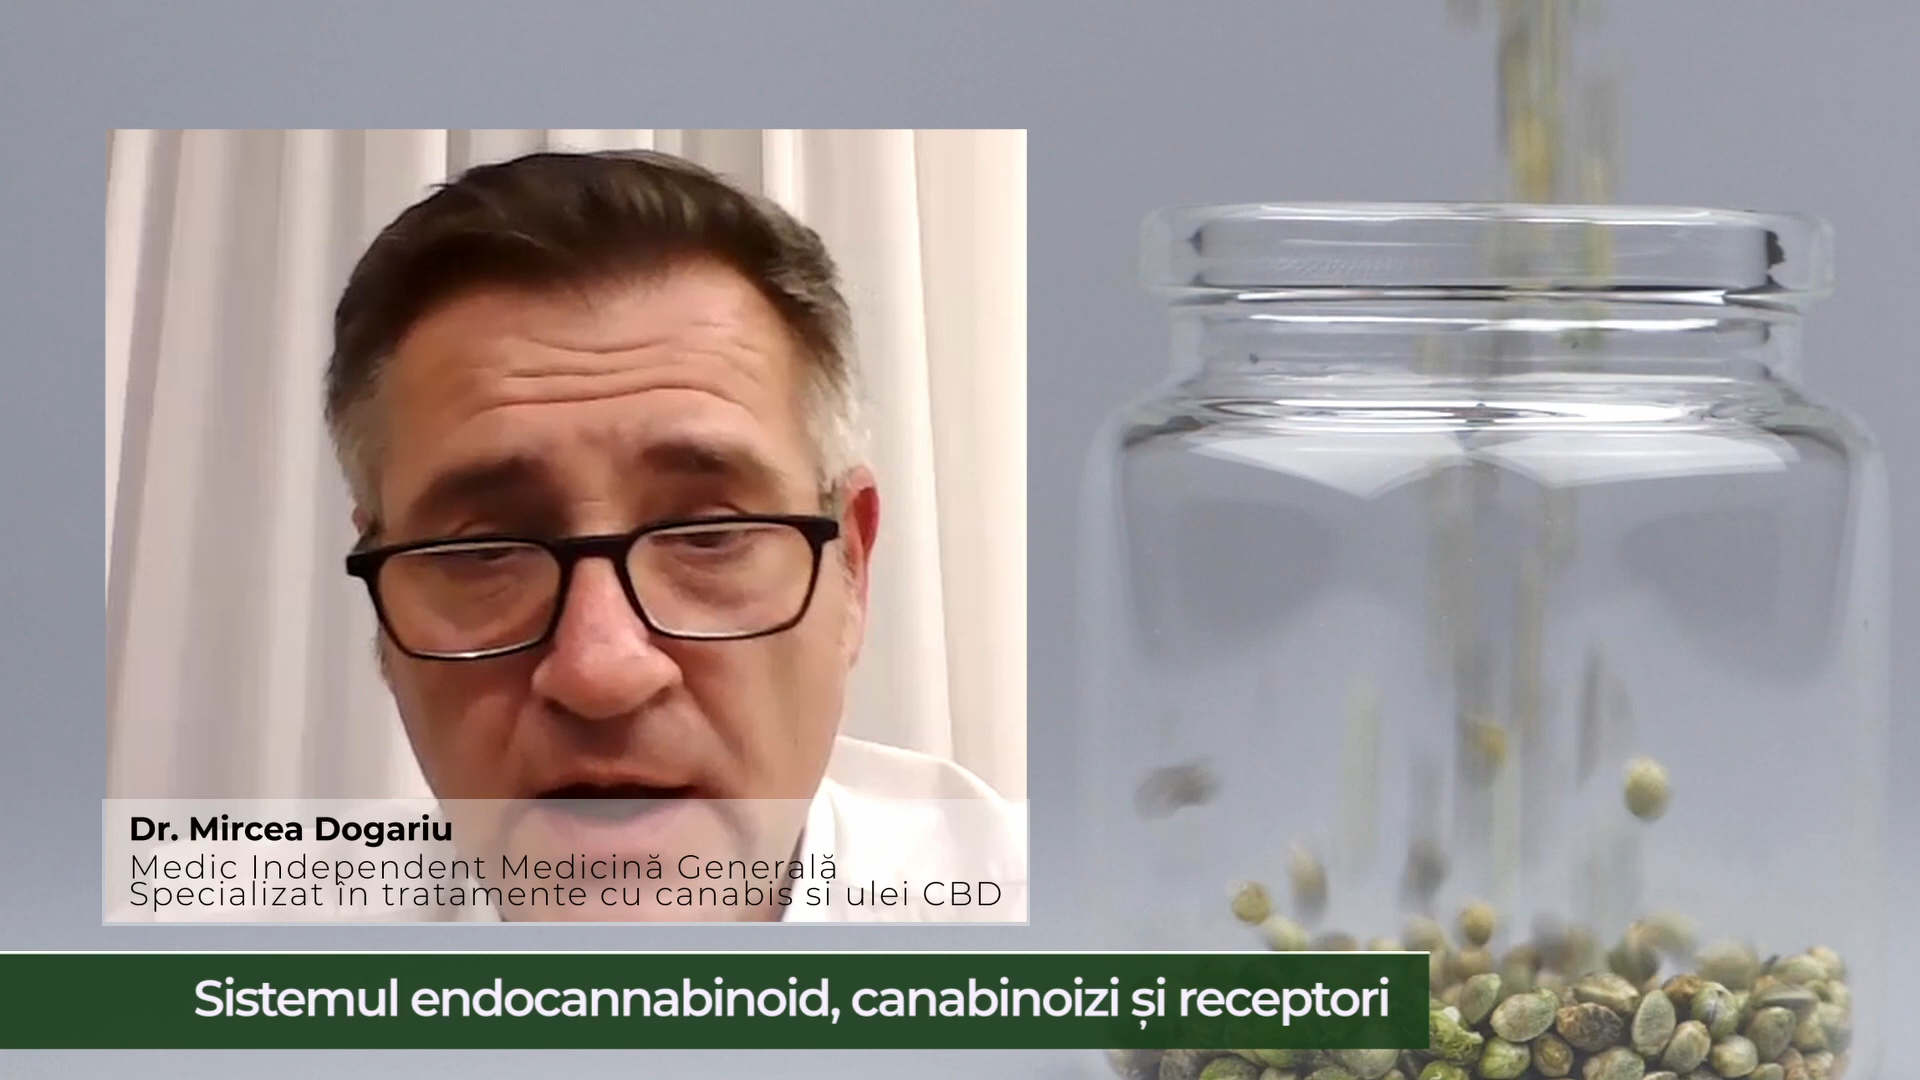 Dr. Mircea Dogariu
Medic Independent Medicină Generală
Specializat în tratamente cu canabis si ulei CBD
Sistemul endocannabinoid, canabinoizi și receptori